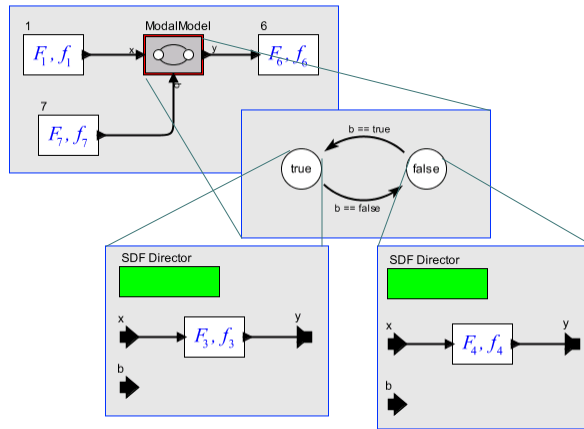 1 ModalModel 6
F₁, f₁ x y F₆, f₆
b
7
F₇, f₇
b == true
true false
b == false
SDF Director
x y
F₃, f₃
b
SDF Director
x y
F₄, f₄
b